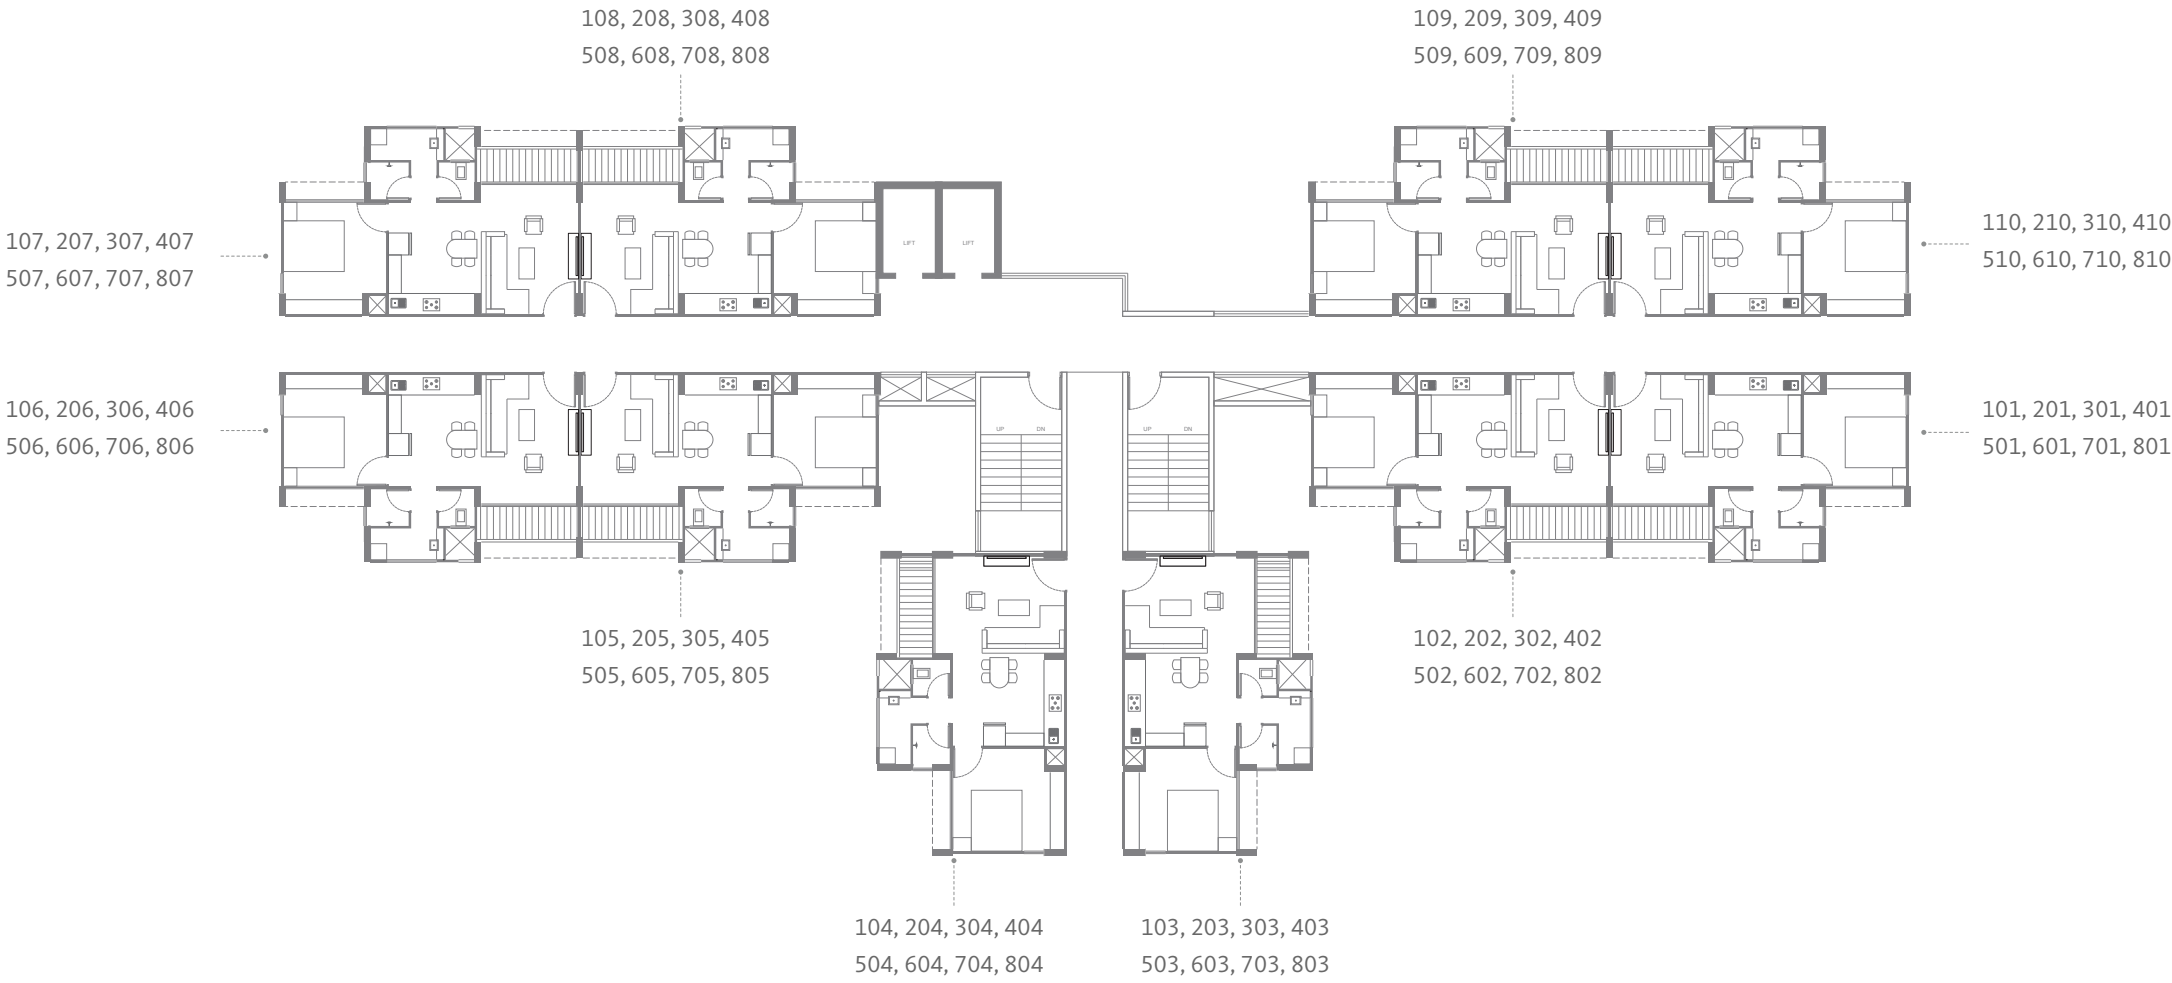 108, 208, 308, 408
508, 608, 708, 808
109, 209, 309, 409
509, 609, 709, 809
107, 207, 307, 407
507, 607, 707, 807
LIFT
LIFT
110, 210, 310, 410
510, 610, 710, 810
106, 206, 306, 406
506, 606, 706, 806
UP
DN
UP
DN
101, 201, 301, 401
501, 601, 701, 801
105, 205, 305, 405
505, 605, 705, 805
102, 202, 302, 402
502, 602, 702, 802
104, 204, 304, 404
504, 604, 704, 804
103, 203, 303, 403
503, 603, 703, 803